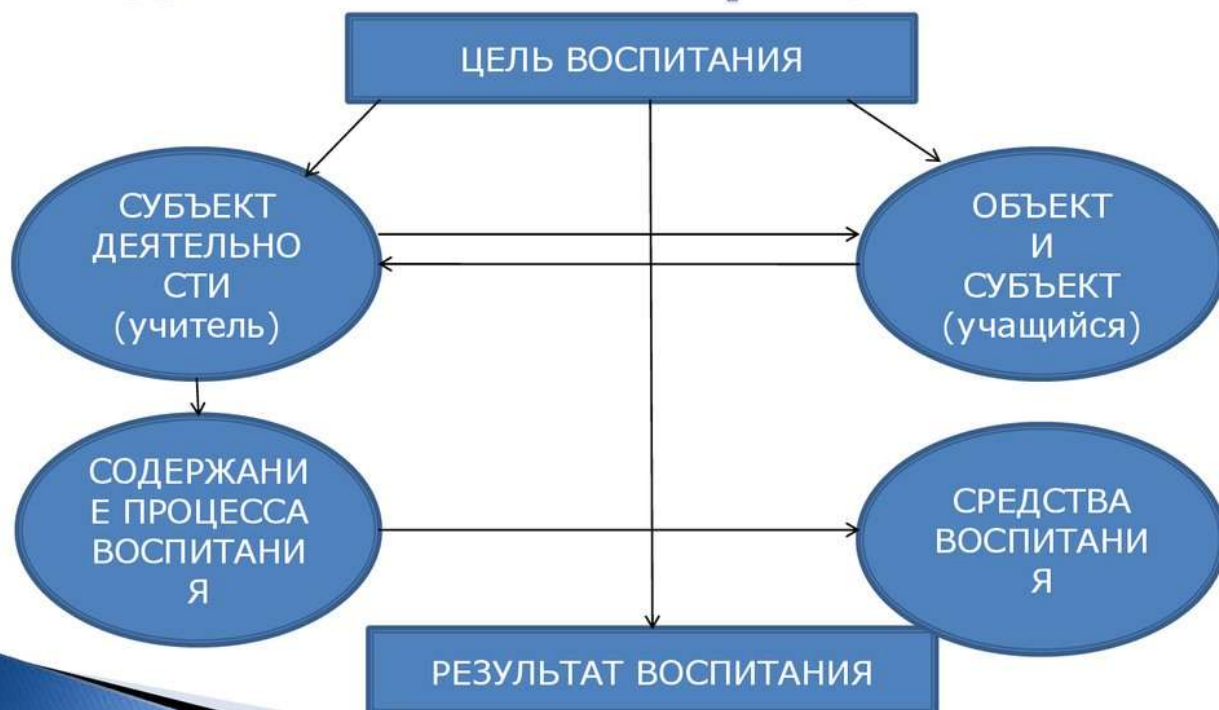 ЦЕЛЬ ВОСПИТАНИЯ
СУБЪЕКТ
ДЕЯТЕЛЬНО
СТИ
(учитель)
ОБЪЕКТ
И
СУБЪЕКТ
(учащийся)
СОДЕРЖАНИ
Е ПРОЦЕССА
ВОСПИТАНИ
Я
СРЕДСТВА
ВОСПИТАНИ
Я
РЕЗУЛЬТАТ ВОСПИТАНИЯ